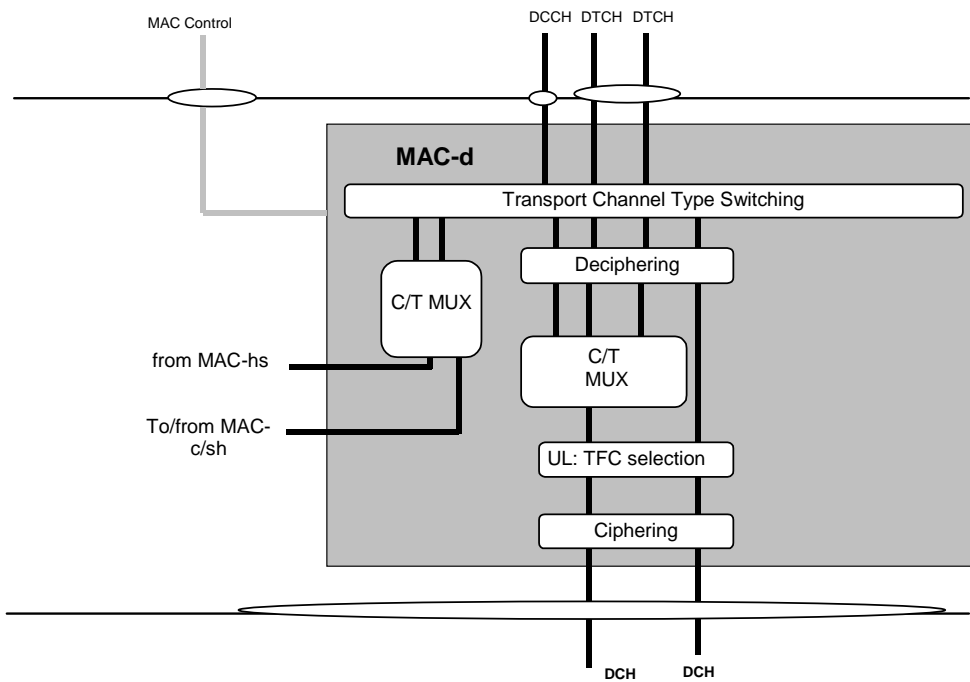 MAC Control
DCCH DTCH DTCH
MAC-d
Transport Channel Type Switching
Deciphering
C/T MUX
from MAC-hs
C/T
MUX
To/from MAC-
c/sh
UL: TFC selection
Ciphering
DCH
DCH